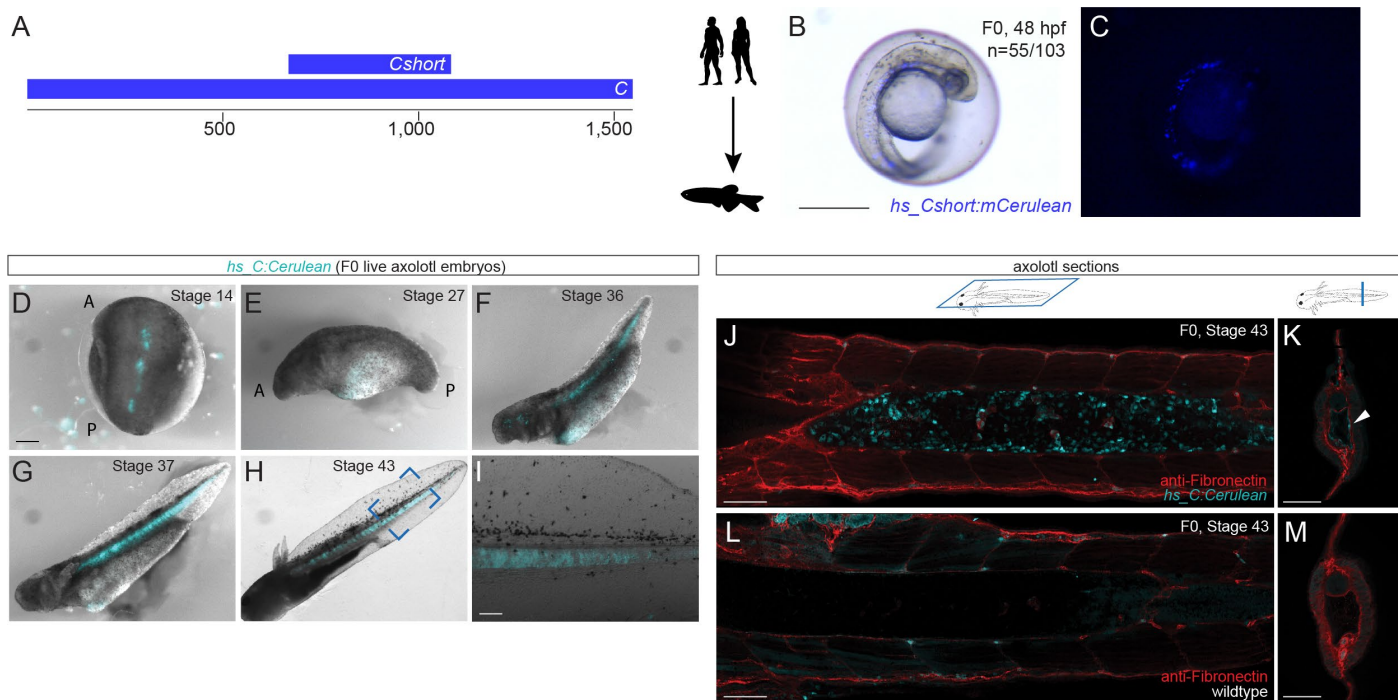 A
Cshort
C
500
1,000
1,500
B
F0, 48 hpf
n=55/103
hs_Cshort:mCerulean
C
hs_C:Cerulean (F0 live axolotl embryos)
D
Stage 14
A
P
E
Stage 27
A
P
F
Stage 36
G
Stage 37
H
Stage 43
I
axolotl sections
J
F0, Stage 43
anti-Fibronectin
hs_C:Cerulean
K
L
F0, Stage 43
anti-Fibronectin
wildtype
M